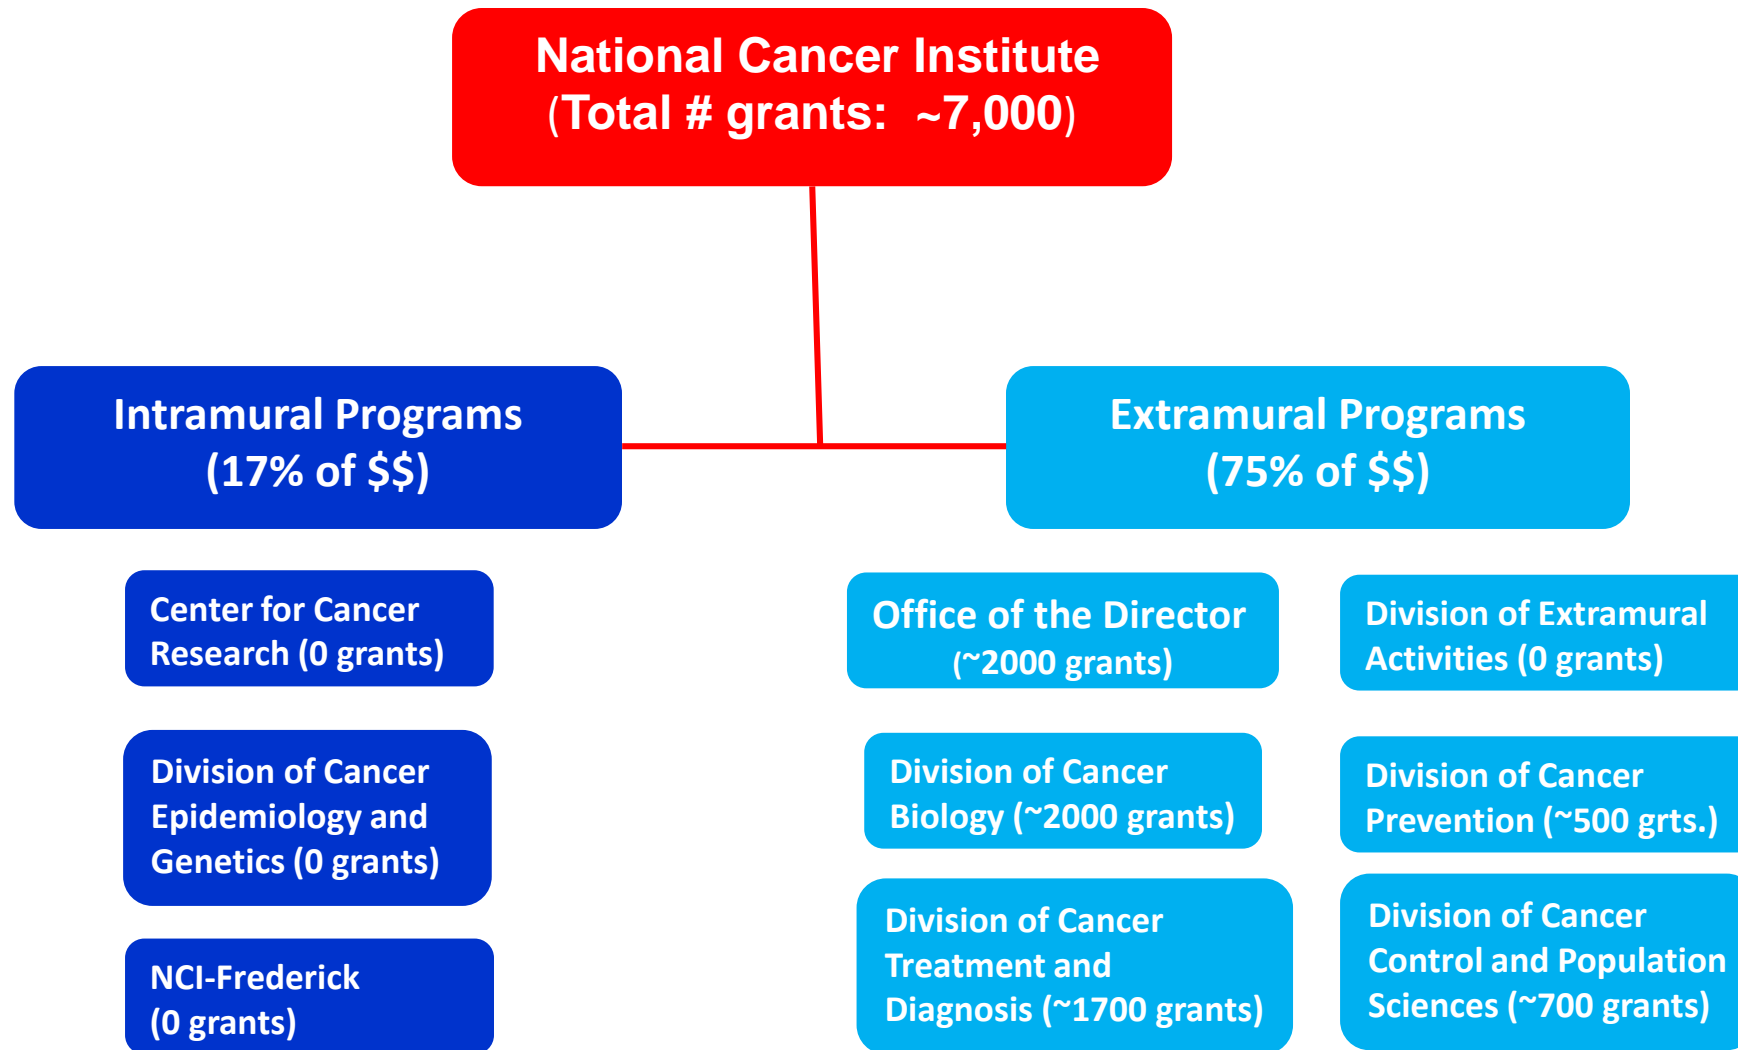 National Cancer Institute
(Total # grants:  ~7,000)
Intramural Programs
(17% of $$)
Extramural Programs
(75% of $$)
Center for Cancer
Research (0 grants)
Division of Cancer
Epidemiology and
Genetics (0 grants)
NCI-Frederick
(0 grants)
Office of the Director
(~2000 grants)
Division of Cancer
Biology (~2000 grants)
Division of Cancer
Treatment and
Diagnosis (~1700 grants)
Division of Extramural
Activities (0 grants)
Division of Cancer
Prevention (~500 grts.)
Division of Cancer
Control and Population
Sciences (~700 grants)